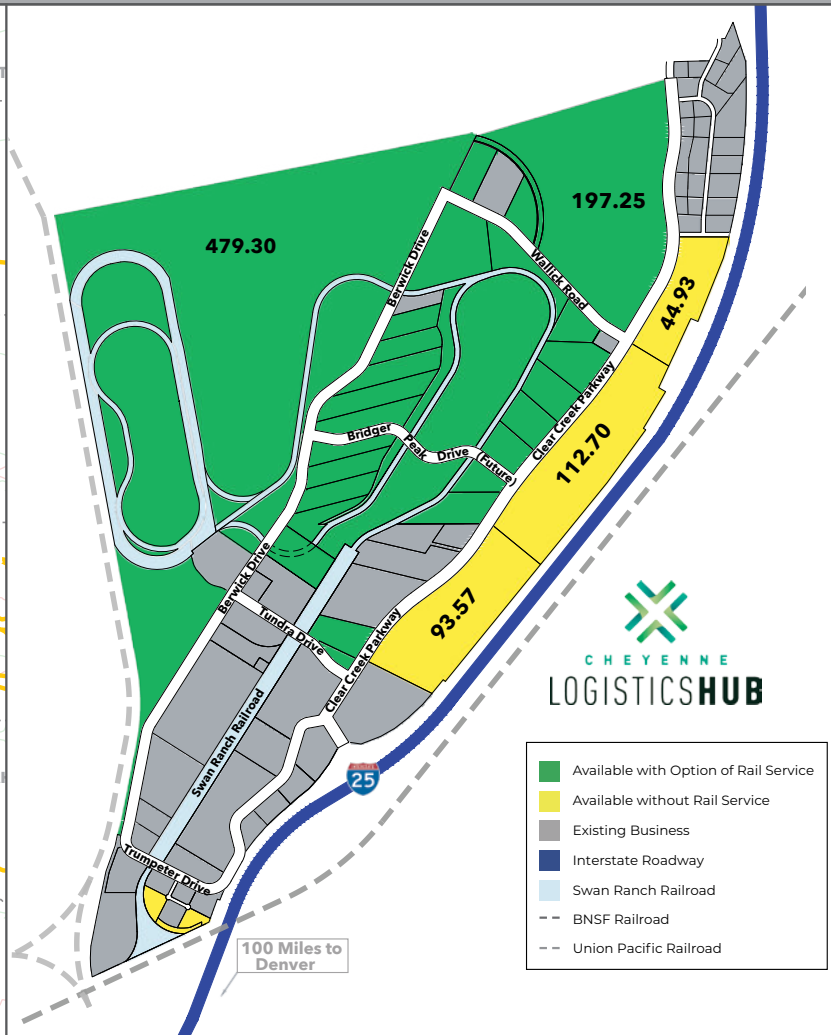 197.25
479.30
Berwick Drive
Wallick Road
44.93
Clear Creek Parkway
112.70
Bridger Peak Drive (Future)
93.57
Berwick Drive
Tundra Drive
Clear Creek Parkway
Swan Ranch Railroad
CHEYENNE
LOGISTICSHUB
25
Trumpeter Drive
100 Miles to
Denver
Available with Option of Rail Service
Available without Rail Service
Existing Business
Interstate Roadway
Swan Ranch Railroad
BNSF Railroad
Union Pacific Railroad